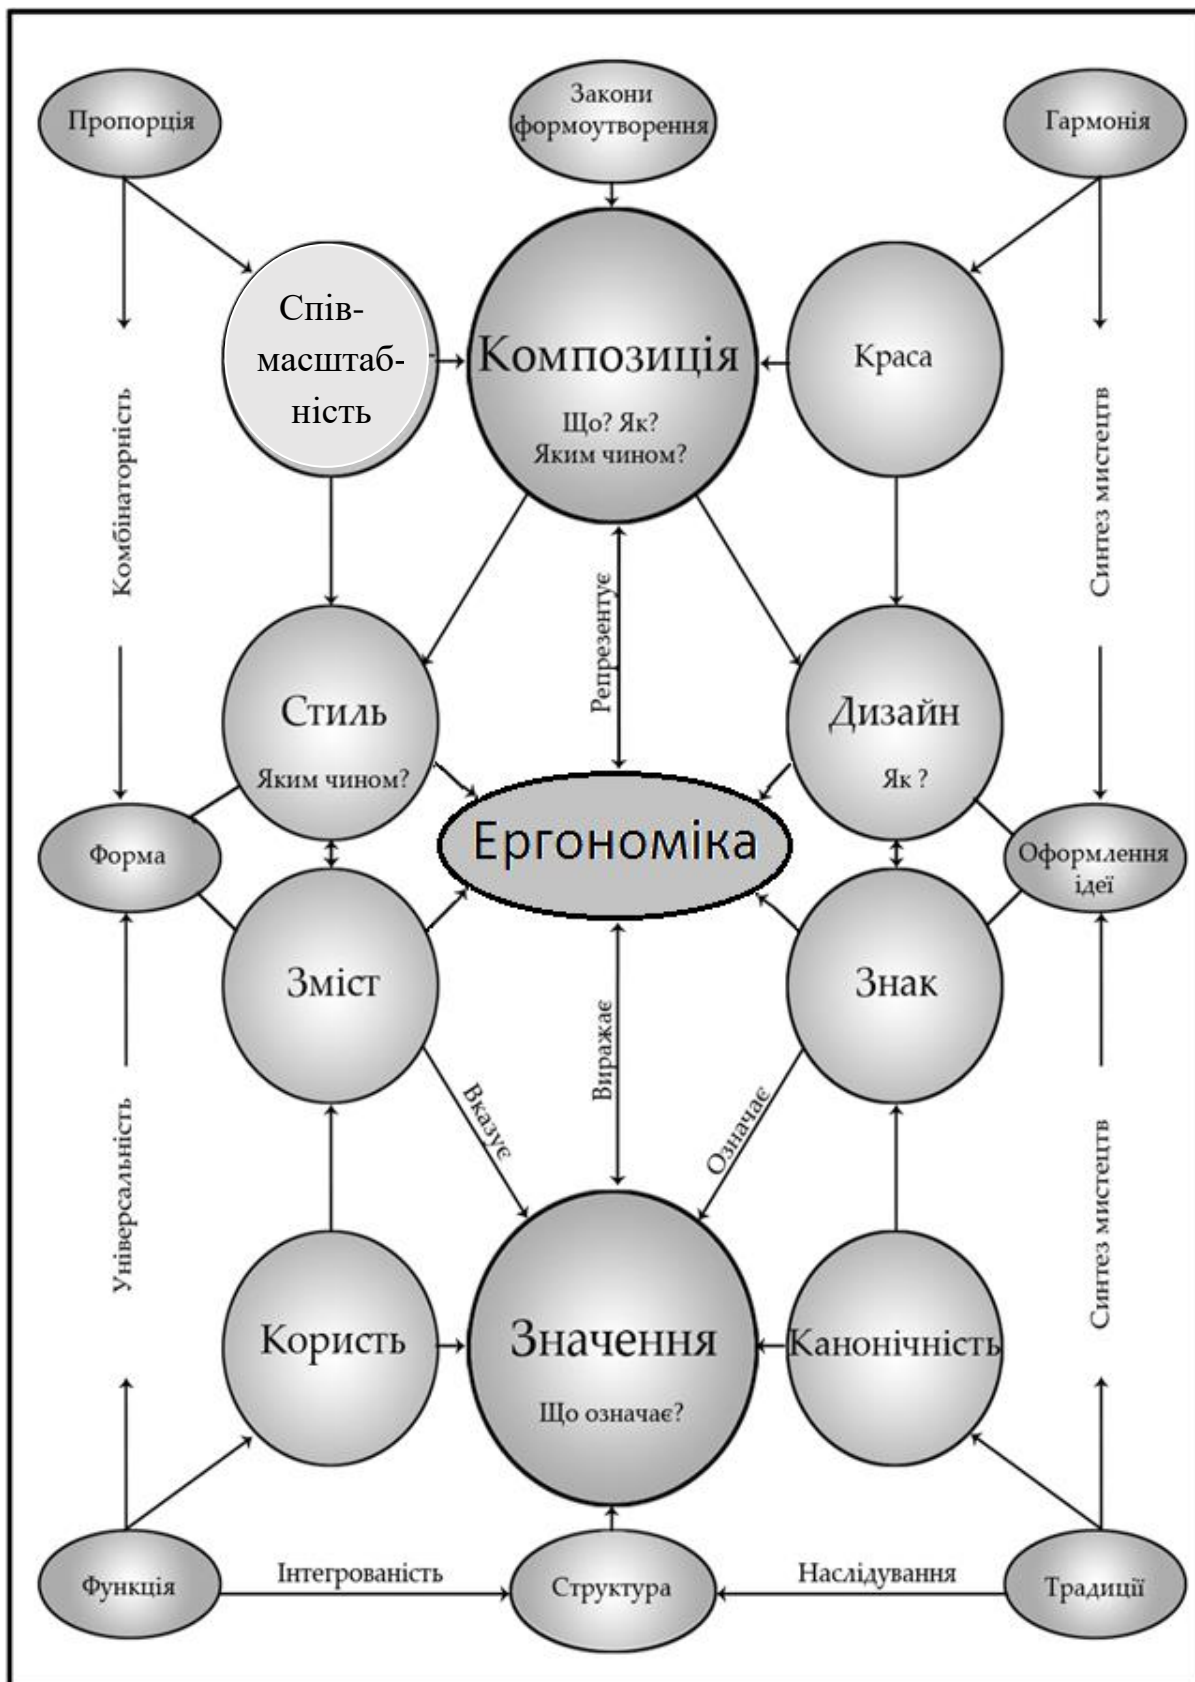 Пропорція
Закони
формоутворення
Гармонія
Спів-
масштаб-
ність
Композиція
Що? Як?
Яким чином?
Краса
Комбінаторність
Синтез мистецтв
Репрезентує
Стиль
Яким чином?
Дизайн
Як ?
Ергономіка
Форма
Оформлення
ідеї
Зміст
Знак
Вказує
Виражає
Означає
Універсальність
Синтез мистецтв
Користь
Значення
Що означає?
Канонічність
Функція
Інтегрованість
Структура
Наслідування
Традиції